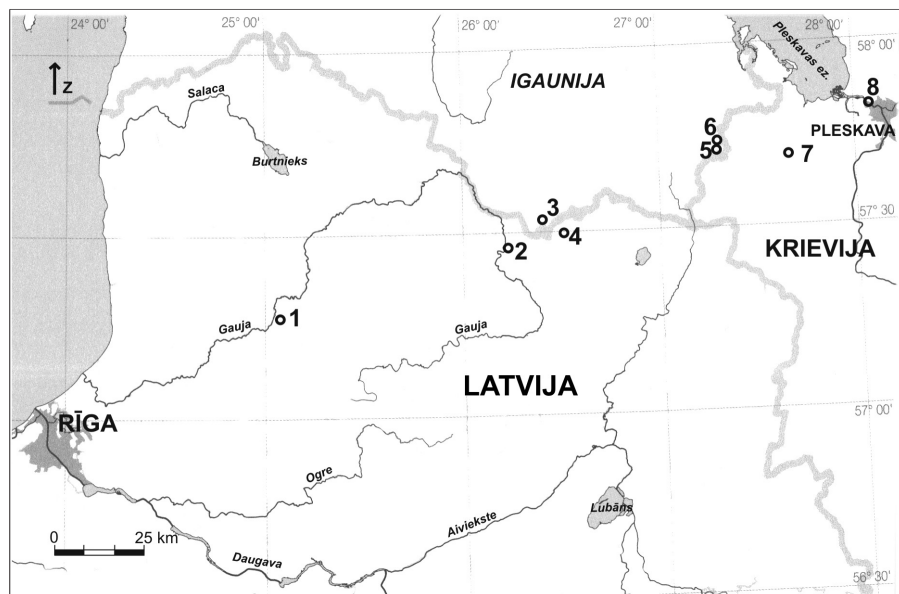 24° 00'
25° 00'
26° 00'
27° 00'
28° 00'
58° 00'
Pleskavas ez.
z
IGAUNIJA
Salaca
Burtnieks
8
PLESKAVA
6
5
7
3
4
2
57° 30'
KRIEVIJA
1
Gauja
Gauja
LATVIJA
57° 00'
RĪGA
Ogre
Lubāns
Aiviekste
0 25 km
Daugava
56° 30'